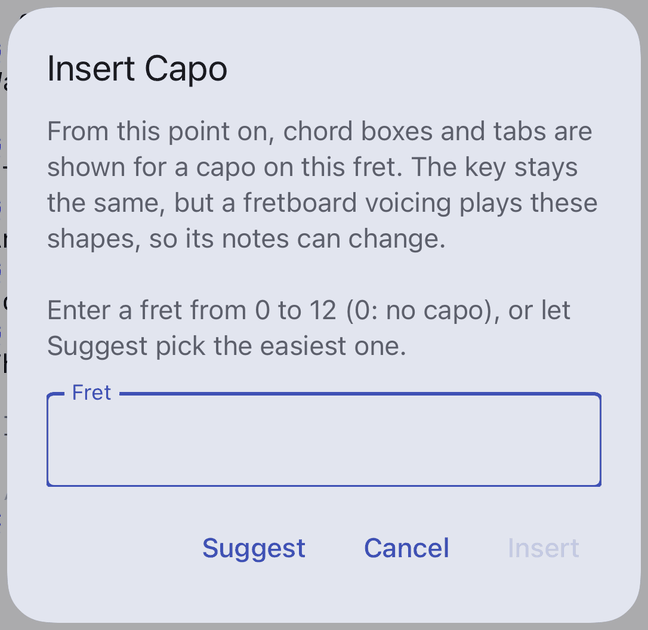 Insert Capo
From this point on, chord boxes and tabs are
shown for a capo on this fret. The key stays
the same, but a fretboard voicing plays these
shapes, so its notes can change.
Enter a fret from 0 to 12 (0: no capo), or let
Suggest pick the easiest one.
Fret
Suggest Cancel Insert